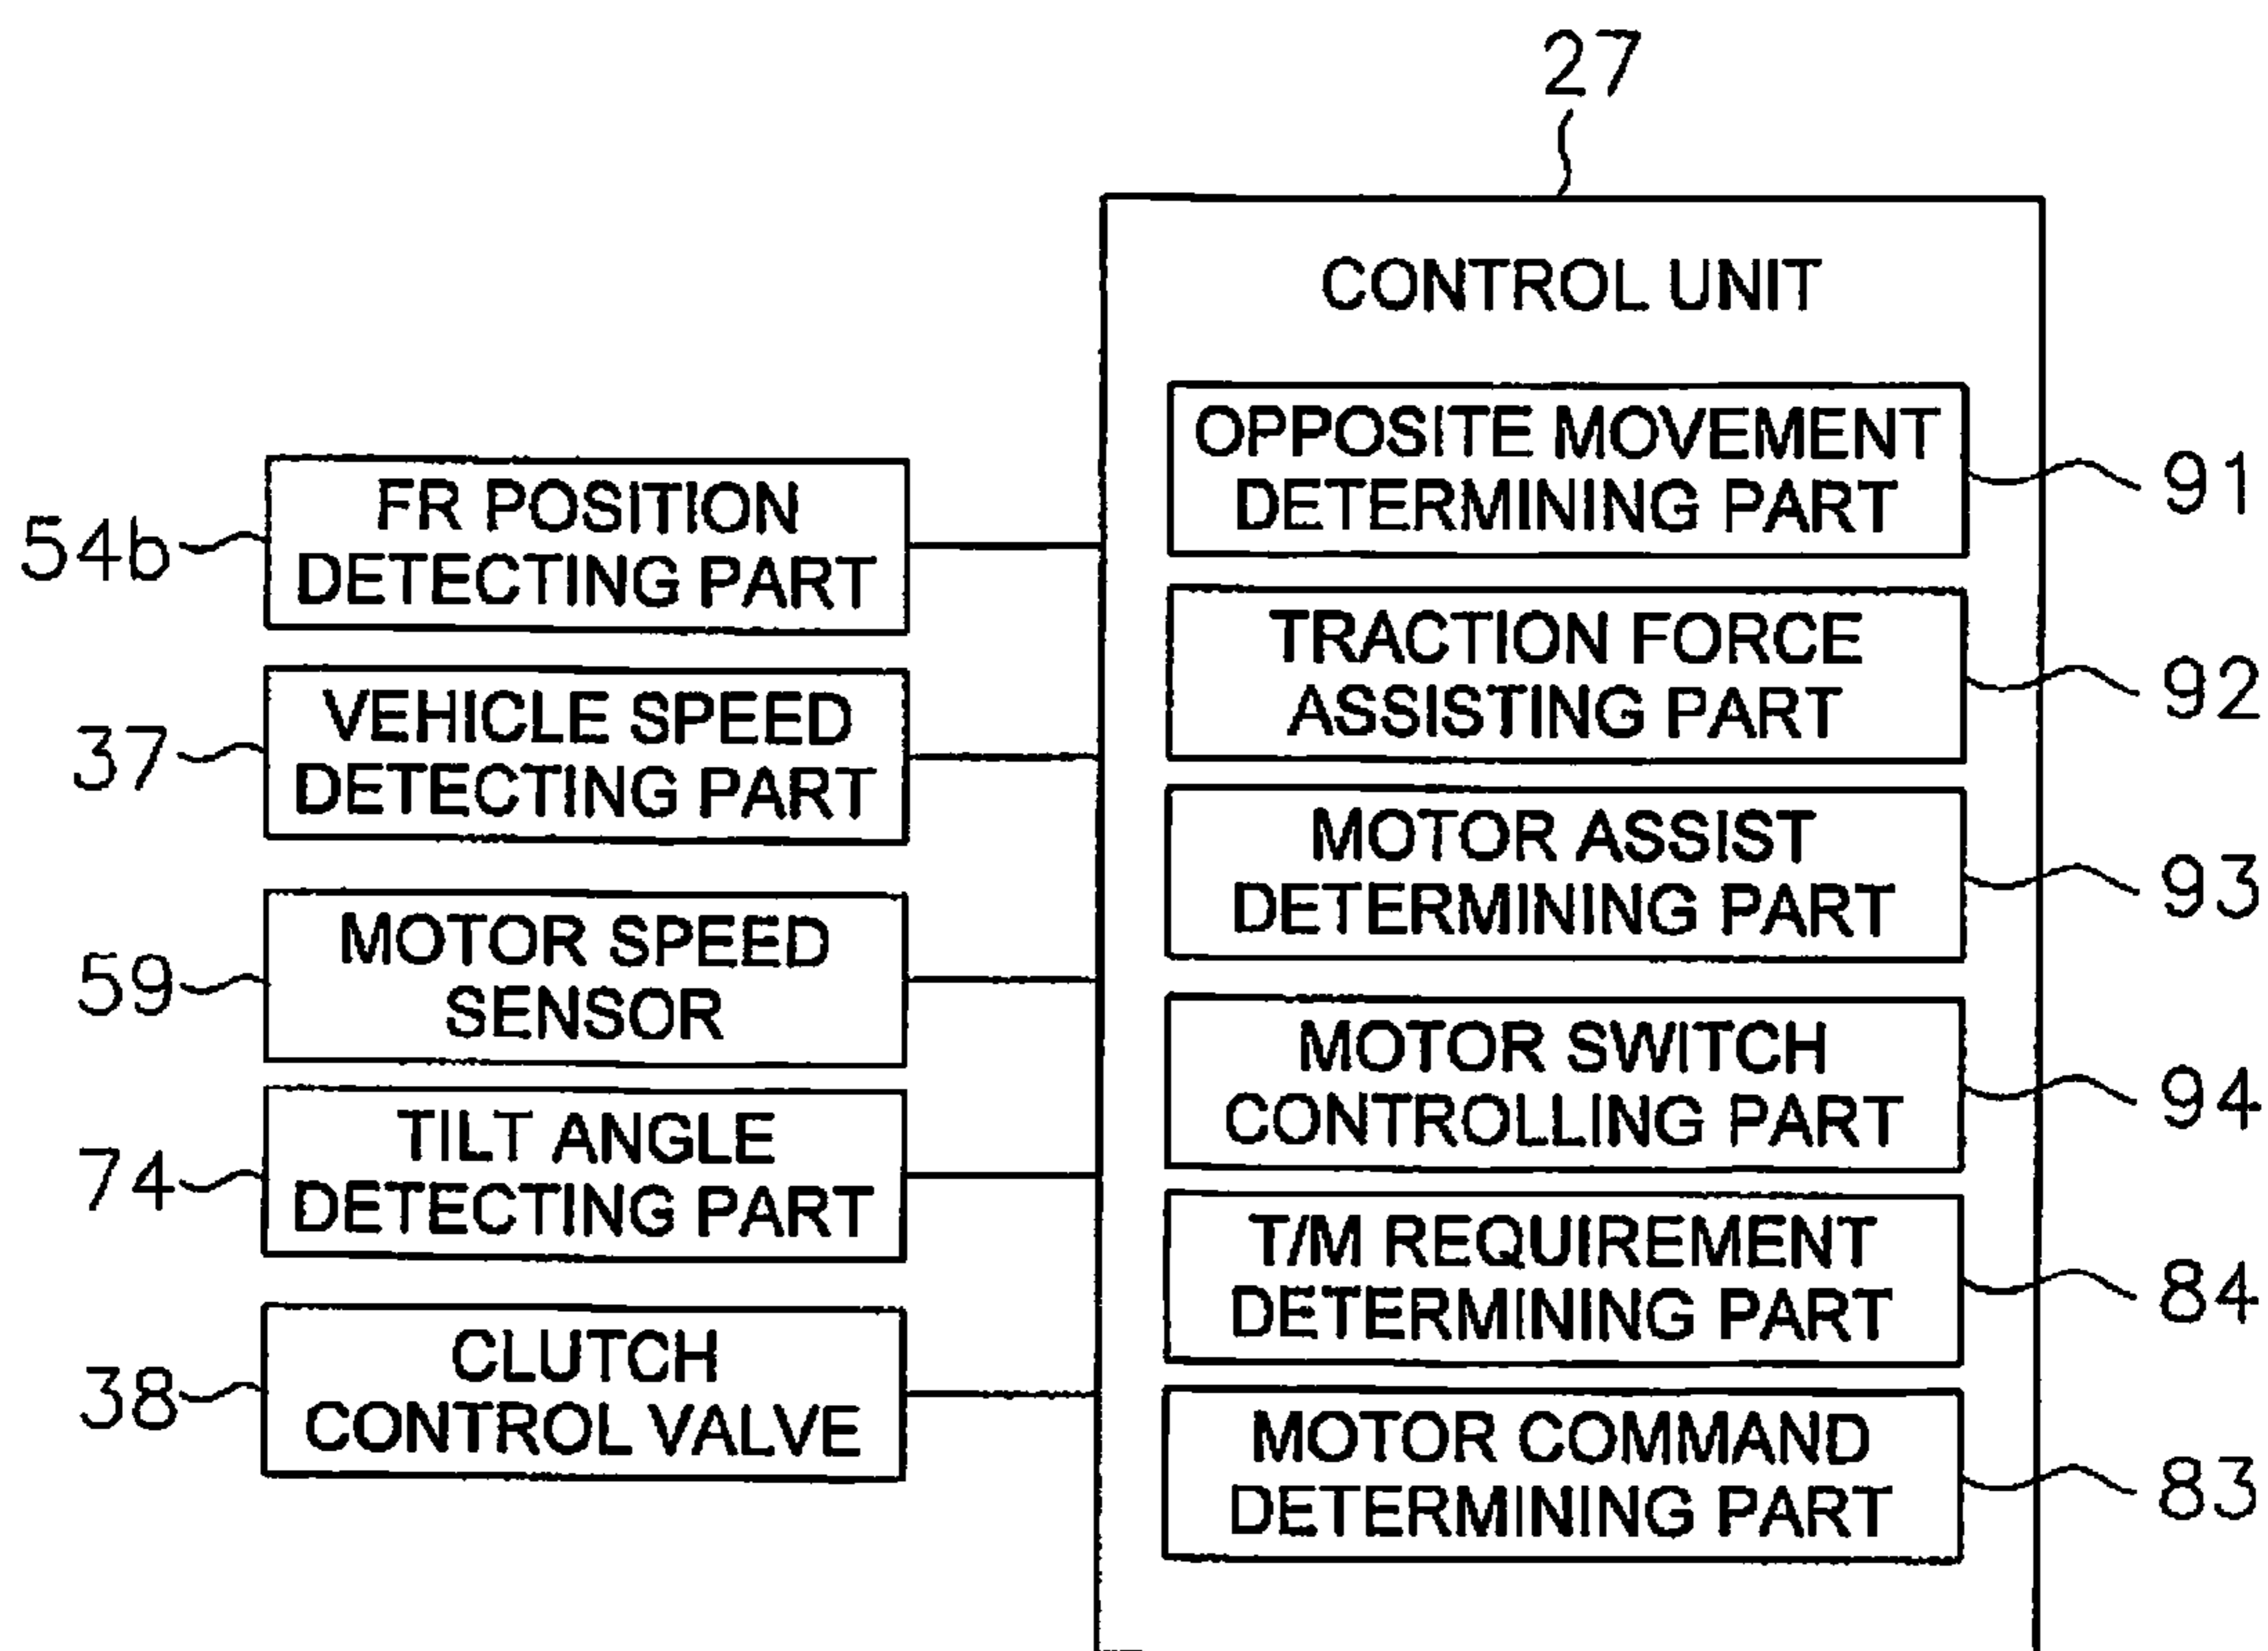 27
CONTROL UNIT
OPPOSITE MOVEMENT
DETERMINING PART
91
TRACTION FORCE
ASSISTING PART
92
MOTOR ASSIST
DETERMINING PART
93
MOTOR SWITCH
CONTROLLING PART
94
T/M REQUIREMENT
DETERMINING PART
84
MOTOR COMMAND
DETERMINING PART
83
54b
FR POSITION
DETECTING PART
37
VEHICLE SPEED
DETECTING PART
59
MOTOR SPEED
SENSOR
74
TILT ANGLE
DETECTING PART
38
CLUTCH
CONTROL VALVE